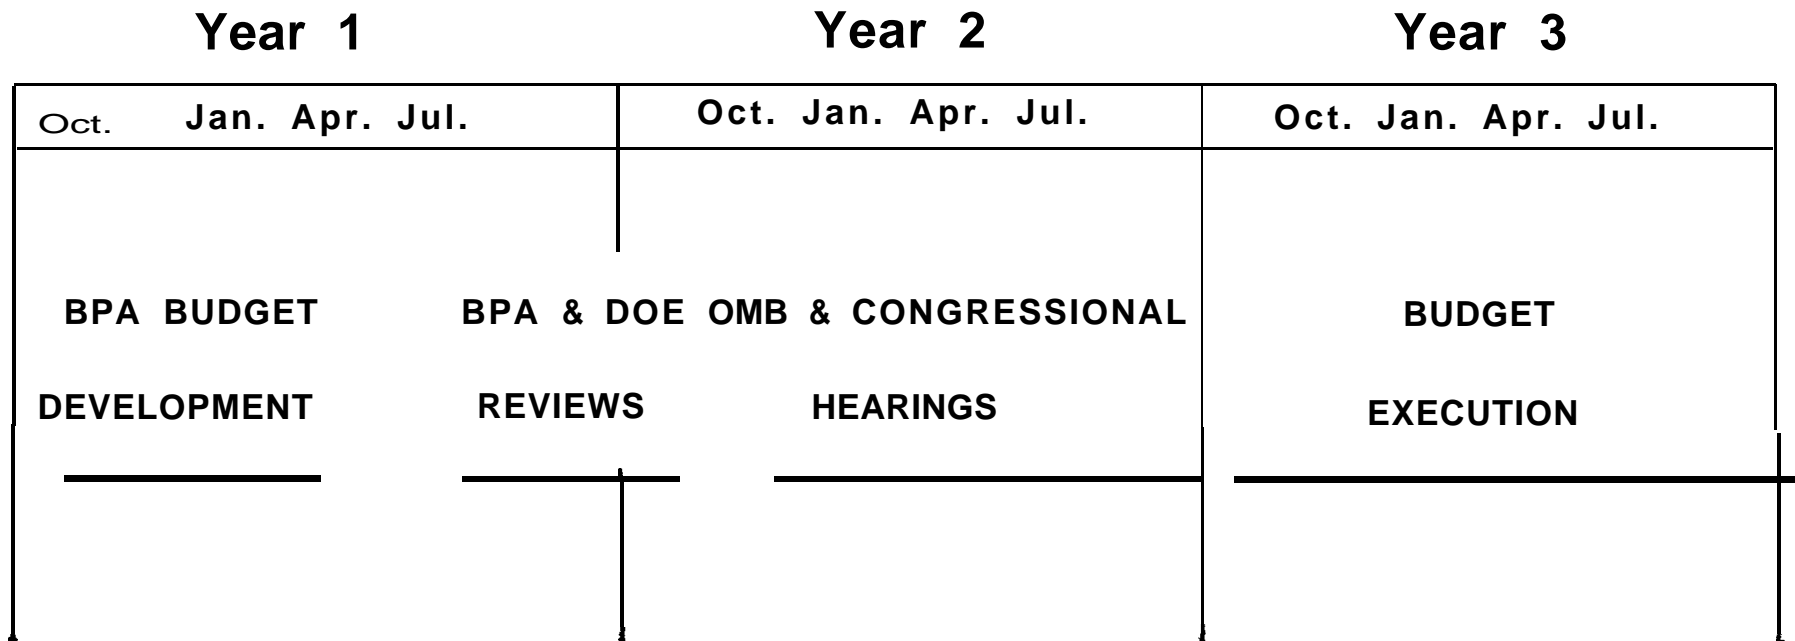 Year 1 Year 2 Year 3
Oct. Jan. Apr. Jul. Oct. Jan. Apr. Jul. Oct. Jan. Apr. Jul.
BPA BUDGET BPA & DOE OMB & CONGRESSIONAL BUDGET
DEVELOPMENT REVIEWS HEARINGS EXECUTION